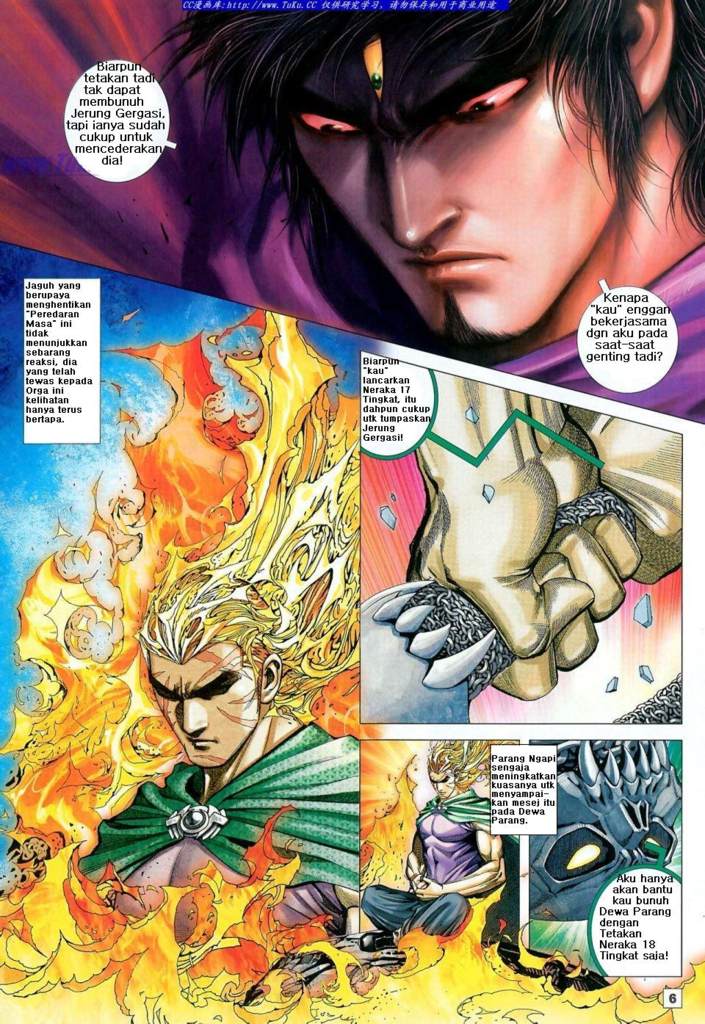 CC漫画库:http://www.TuKu.CC 仅供研究学习，请勿保存和用于商业用途
Biarpun
tetakan tadi
tak dapat
membunuh
Jerung Gergasi,
tapi ianya sudah
cukup untuk
mencederakan
dia!
Kenapa
"kau" enggan
bekerjasama
dgn aku pada
saat-saat
genting tadi?
Jaguh yang
berupaya
menghentikan
"Peredaran
Masa" ini
tidak
menunjukkan
sebarang
reaksi, dia
yang telah
tewas kepada
Orga ini
kelihatan
hanya terus
bertapa.
Biarpun
"kau"
lancarkan
Neraka 17
Tingkat, itu
dahpun cukup
utk
tumpaskan
Jerung
Gergasi!
Parang Ngapi
sengaja
meningkatkan
kuasanya utk
menyampai-
kan mesej itu
pada Dewa
Parang.
Aku hanya
akan bantu
kau bunuh
Dewa Parang
dengan
Tetakan
Neraka 18
Tingkat saja!
6